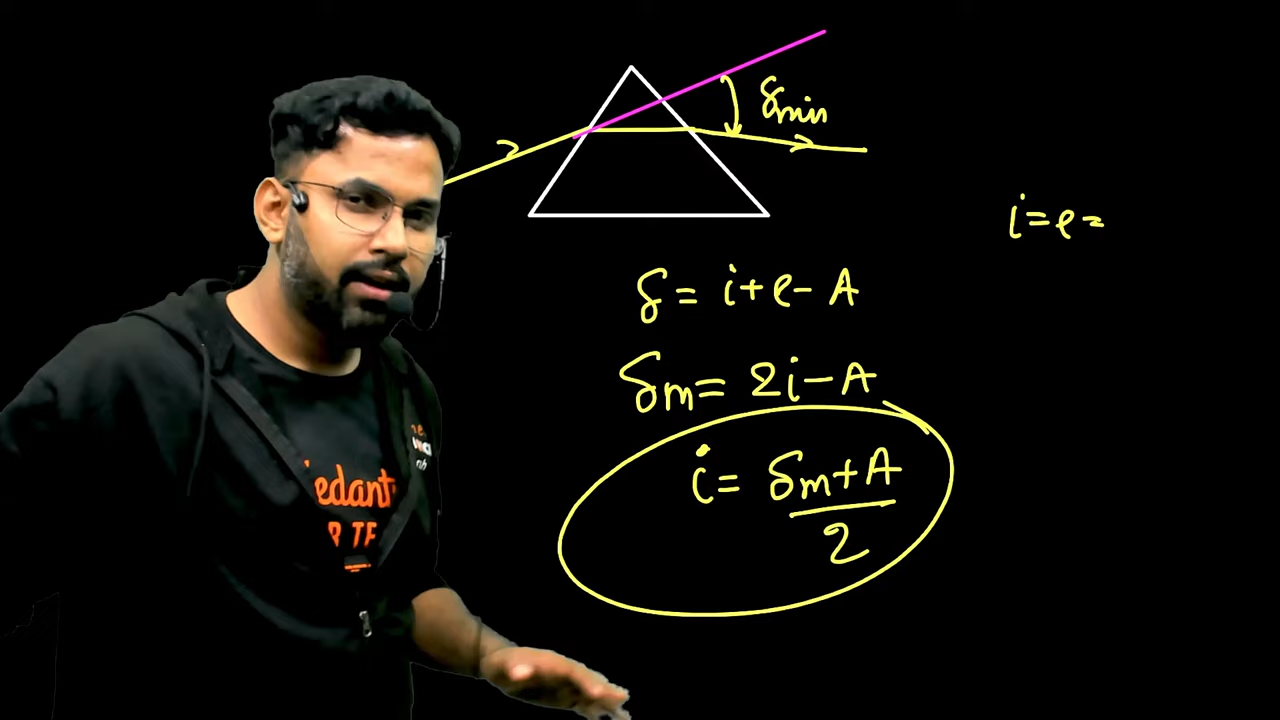 δmin
i=e=
δ = i+e-A
δm= 2i-A
i= δm+A
2